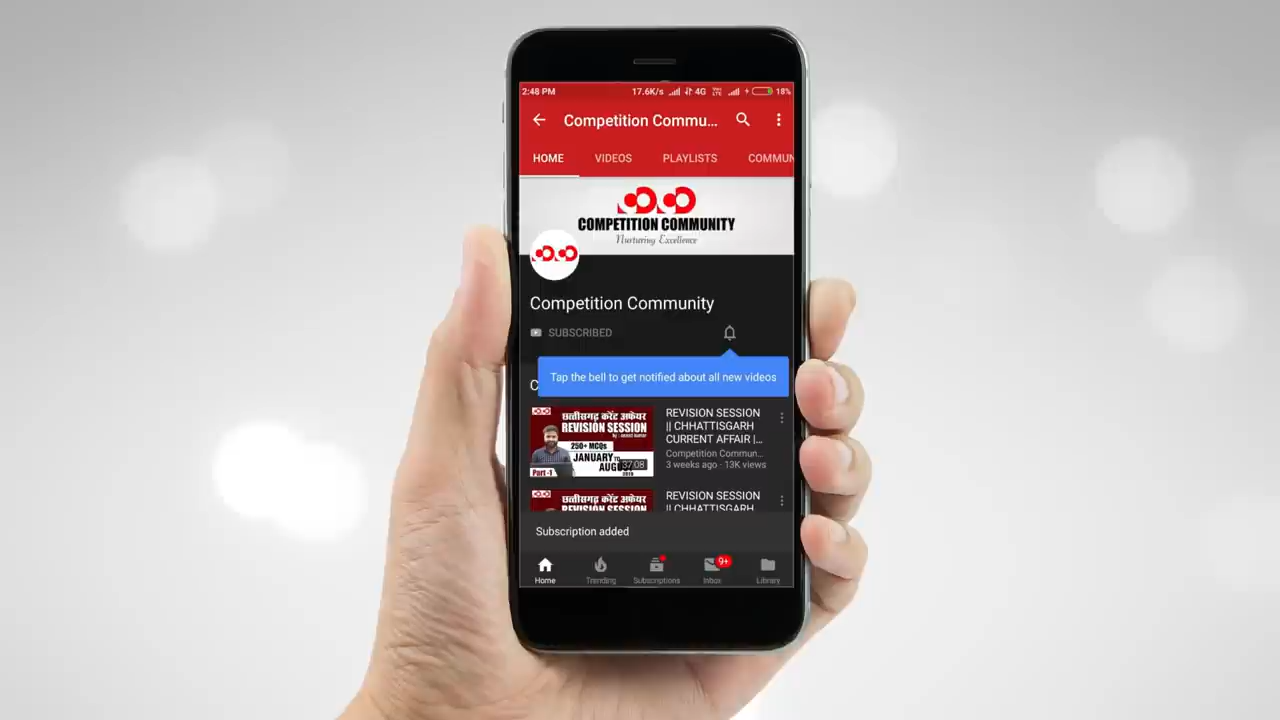 2:48 PM 17.6K/s 4G VoLTE 18%
Competition Commu...
HOME VIDEOS PLAYLISTS COMMUN
COMPETITION COMMUNITY
Nurturing Excellence
Competition Community
SUBSCRIBED
Tap the bell to get notified about all new videos
C
छत्तीसगढ़ करेंट अफेयर
REVISION SESSION
250+ MCQs
JANUARY TO
AUGUST
Part -1
37:08
REVISION SESSION
|| CHHATTISGARH
CURRENT AFFAIR |...
Competition Commun...
3 weeks ago · 13K views
छत्तीसगढ़ करेंट अफेयर
REVISION SESSION
REVISION SESSION
|| CHHATTISGARH
Subscription added
Home Trending Subscriptions Inbox 9+ Library